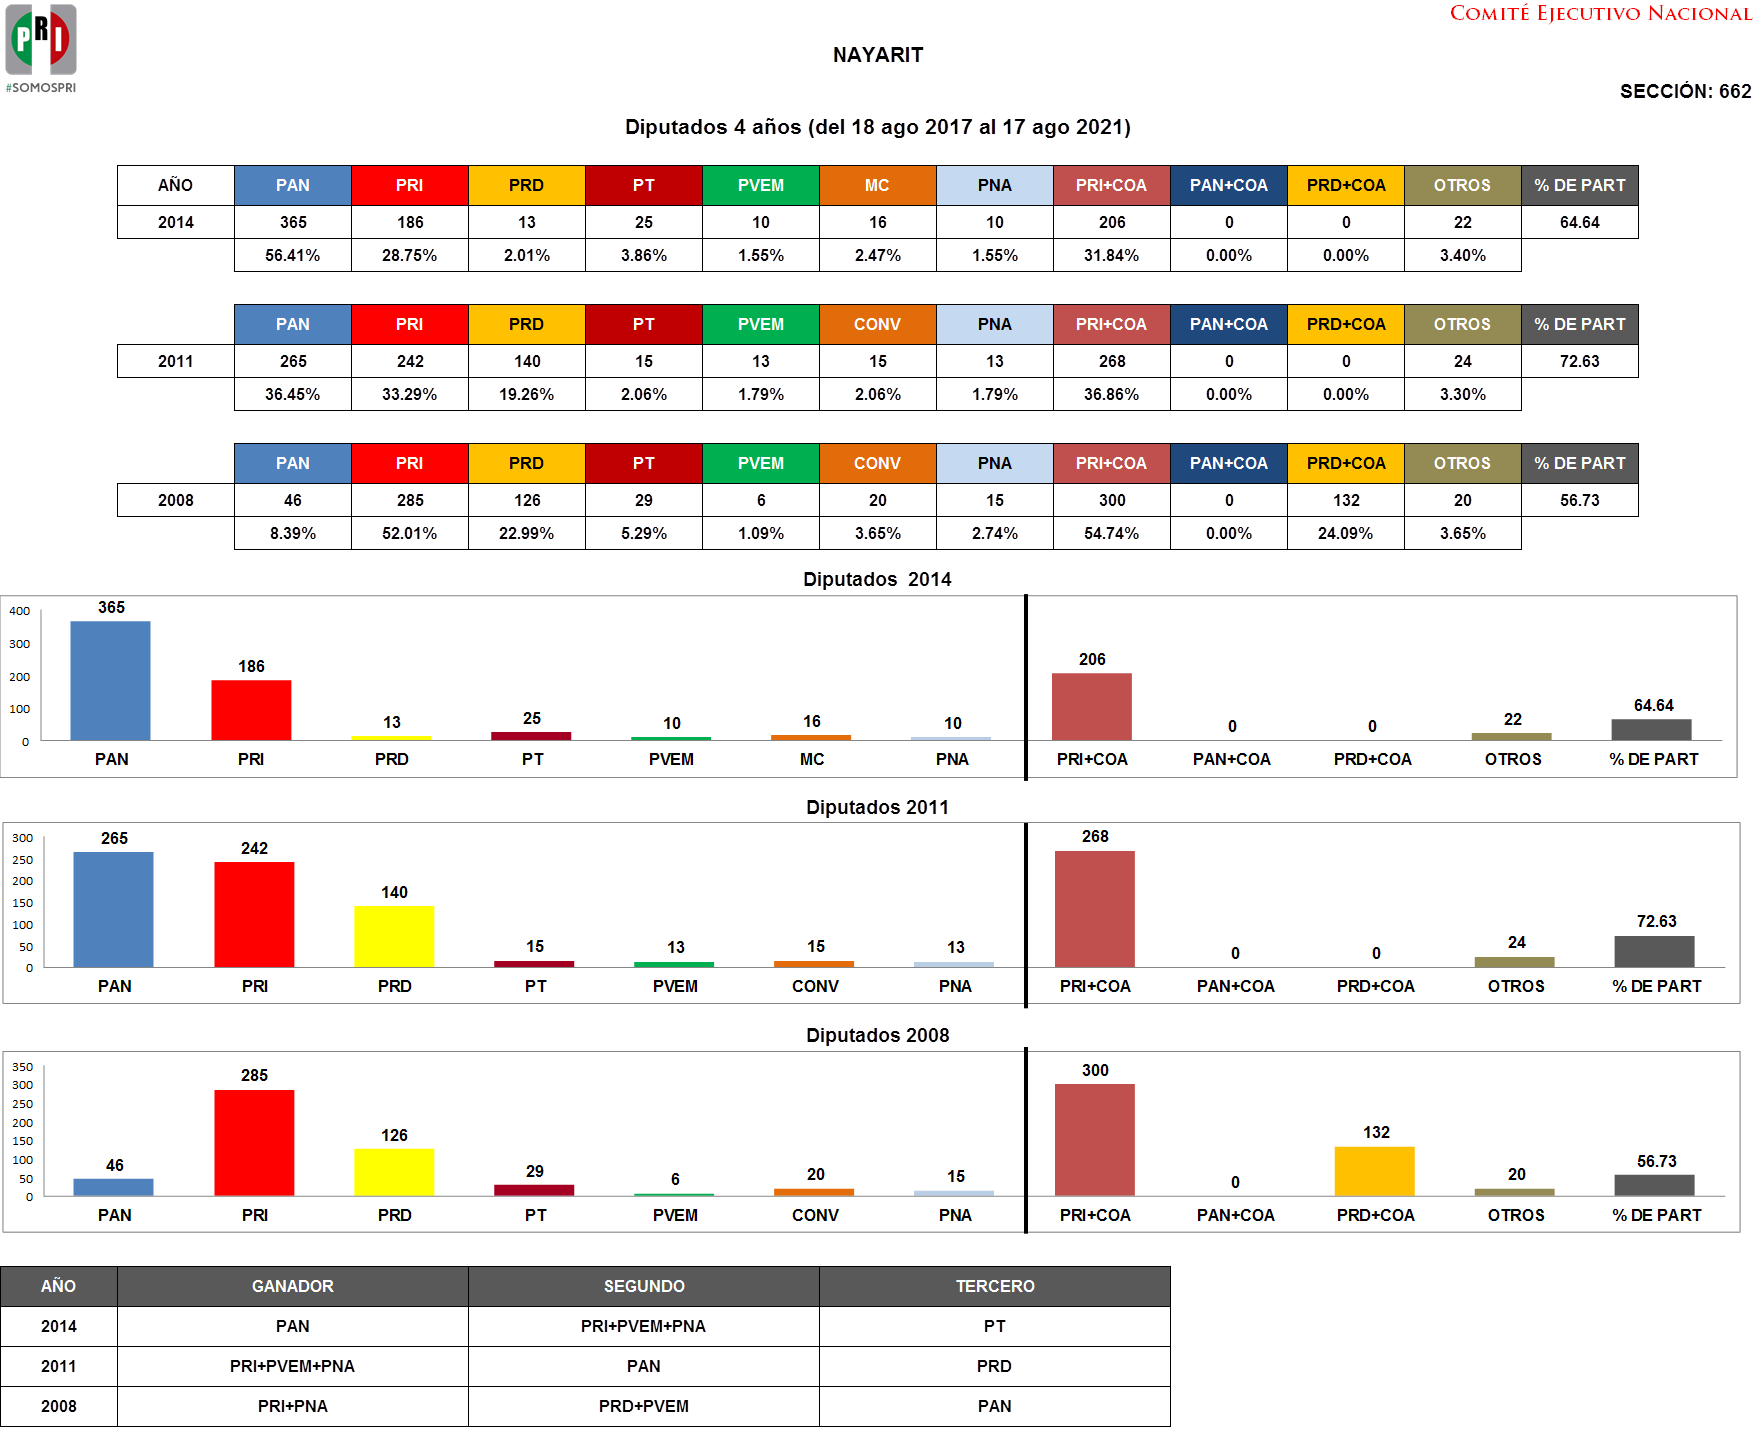 PRI
#SOMOSPRI
COMITÉ EJECUTIVO NACIONAL
NAYARIT
SECCIÓN: 662
Diputados 4 años (del 18 ago 2017 al 17 ago 2021)
AÑO PAN PRI PRD PT PVEM MC PNA PRI+COA PAN+COA PRD+COA OTROS % DE PART
2014 365 186 13 25 10 16 10 206 0 0 22 64.64
56.41% 28.75% 2.01% 3.86% 1.55% 2.47% 1.55% 31.84% 0.00% 0.00% 3.40%
PAN PRI PRD PT PVEM CONV PNA PRI+COA PAN+COA PRD+COA OTROS % DE PART
2011 265 242 140 15 13 15 13 268 0 0 24 72.63
36.45% 33.29% 19.26% 2.06% 1.79% 2.06% 1.79% 36.86% 0.00% 0.00% 3.30%
PAN PRI PRD PT PVEM CONV PNA PRI+COA PAN+COA PRD+COA OTROS % DE PART
2008 46 285 126 29 6 20 15 300 0 132 20 56.73
8.39% 52.01% 22.99% 5.29% 1.09% 3.65% 2.74% 54.74% 0.00% 24.09% 3.65%
Diputados 2014
400
300
200
100
0
365 186 13 25 10 16 10 206 0 0 22 64.64
PAN PRI PRD PT PVEM MC PNA PRI+COA PAN+COA PRD+COA OTROS % DE PART
Diputados 2011
300
250
200
150
100
50
0
265 242 140 15 13 15 13 268 0 0 24 72.63
PAN PRI PRD PT PVEM CONV PNA PRI+COA PAN+COA PRD+COA OTROS % DE PART
Diputados 2008
350
300
250
200
150
100
50
0
46 285 126 29 6 20 15 300 0 132 20 56.73
PAN PRI PRD PT PVEM CONV PNA PRI+COA PAN+COA PRD+COA OTROS % DE PART
AÑO GANADOR SEGUNDO TERCERO
2014 PAN PRI+PVEM+PNA PT
2011 PRI+PVEM+PNA PAN PRD
2008 PRI+PNA PRD+PVEM PAN